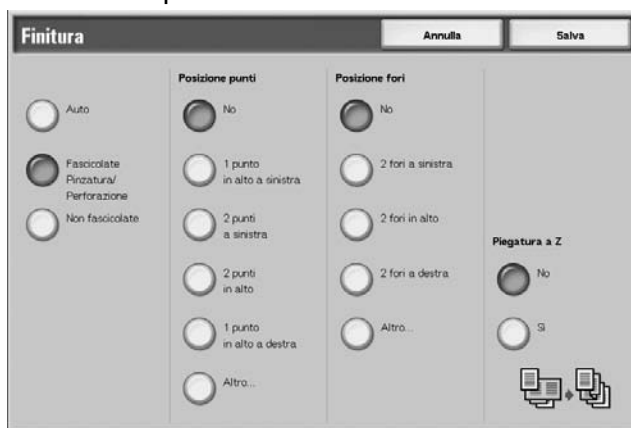 Finitura
Annulla
Salva
Auto
Fascicolate
Pinzatura/
Perforazione
Non fascicolate
Posizione punti
No
1 punto
in alto a sinistra
2 punti
a sinistra
2 punti
in alto
1 punto
in alto a destra
Altro...
Posizione fori
No
2 fori a sinistra
2 fori in alto
2 fori a destra
Altro...
Piegatura a Z
No
Sì